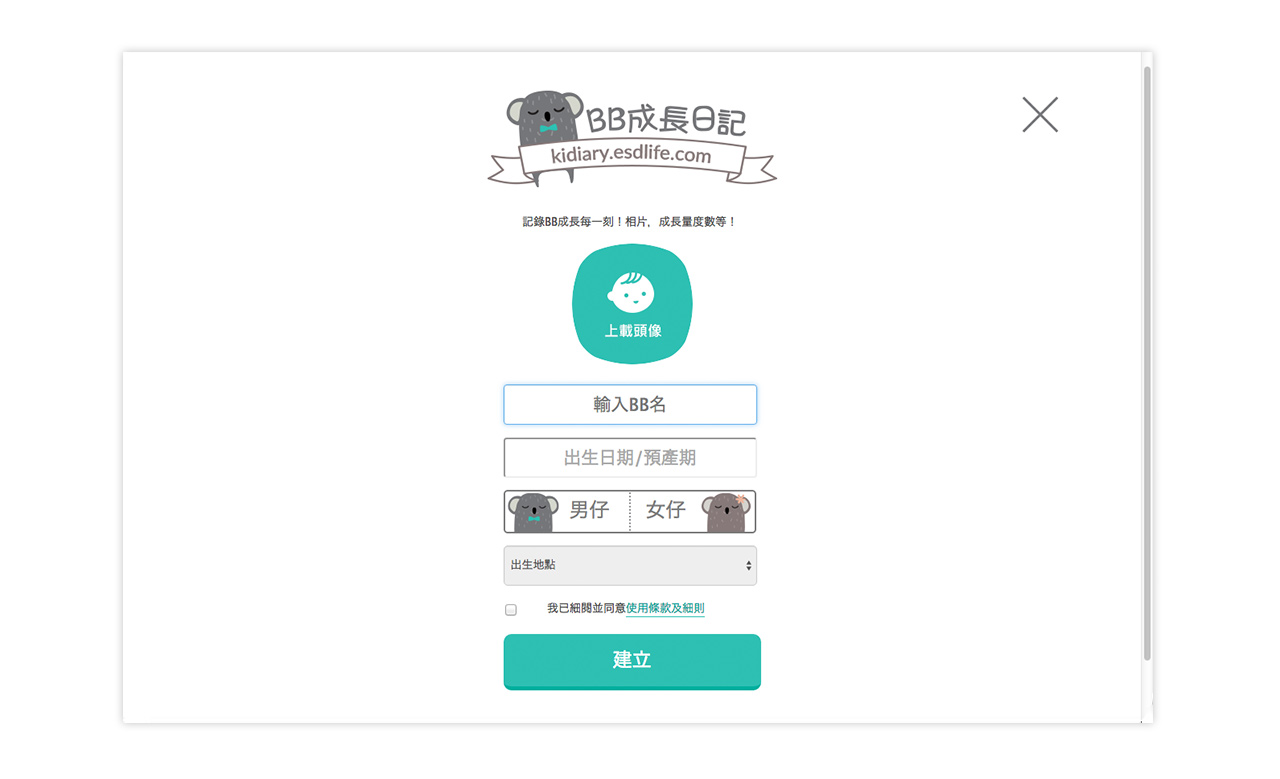 BB成長日記
kidiary.esdlife.com
記錄BB成長每一刻！相片，成長量度數等！
上載頭像
輸入BB名
出生日期/預產期
男仔 女仔
出生地點
我已細閱並同意使用條款及細則
建立